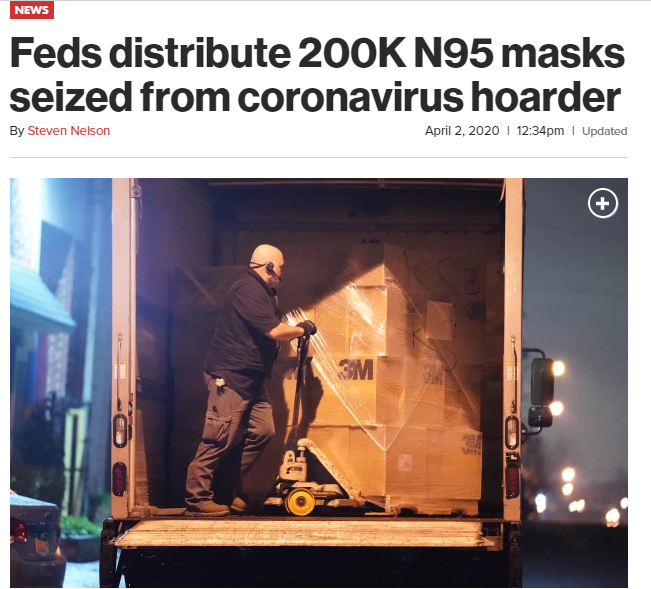 NEWS
Feds distribute 200K N95 masks
seized from coronavirus hoarder
By Steven Nelson
April 2, 2020 | 12:34pm | Updated
3M